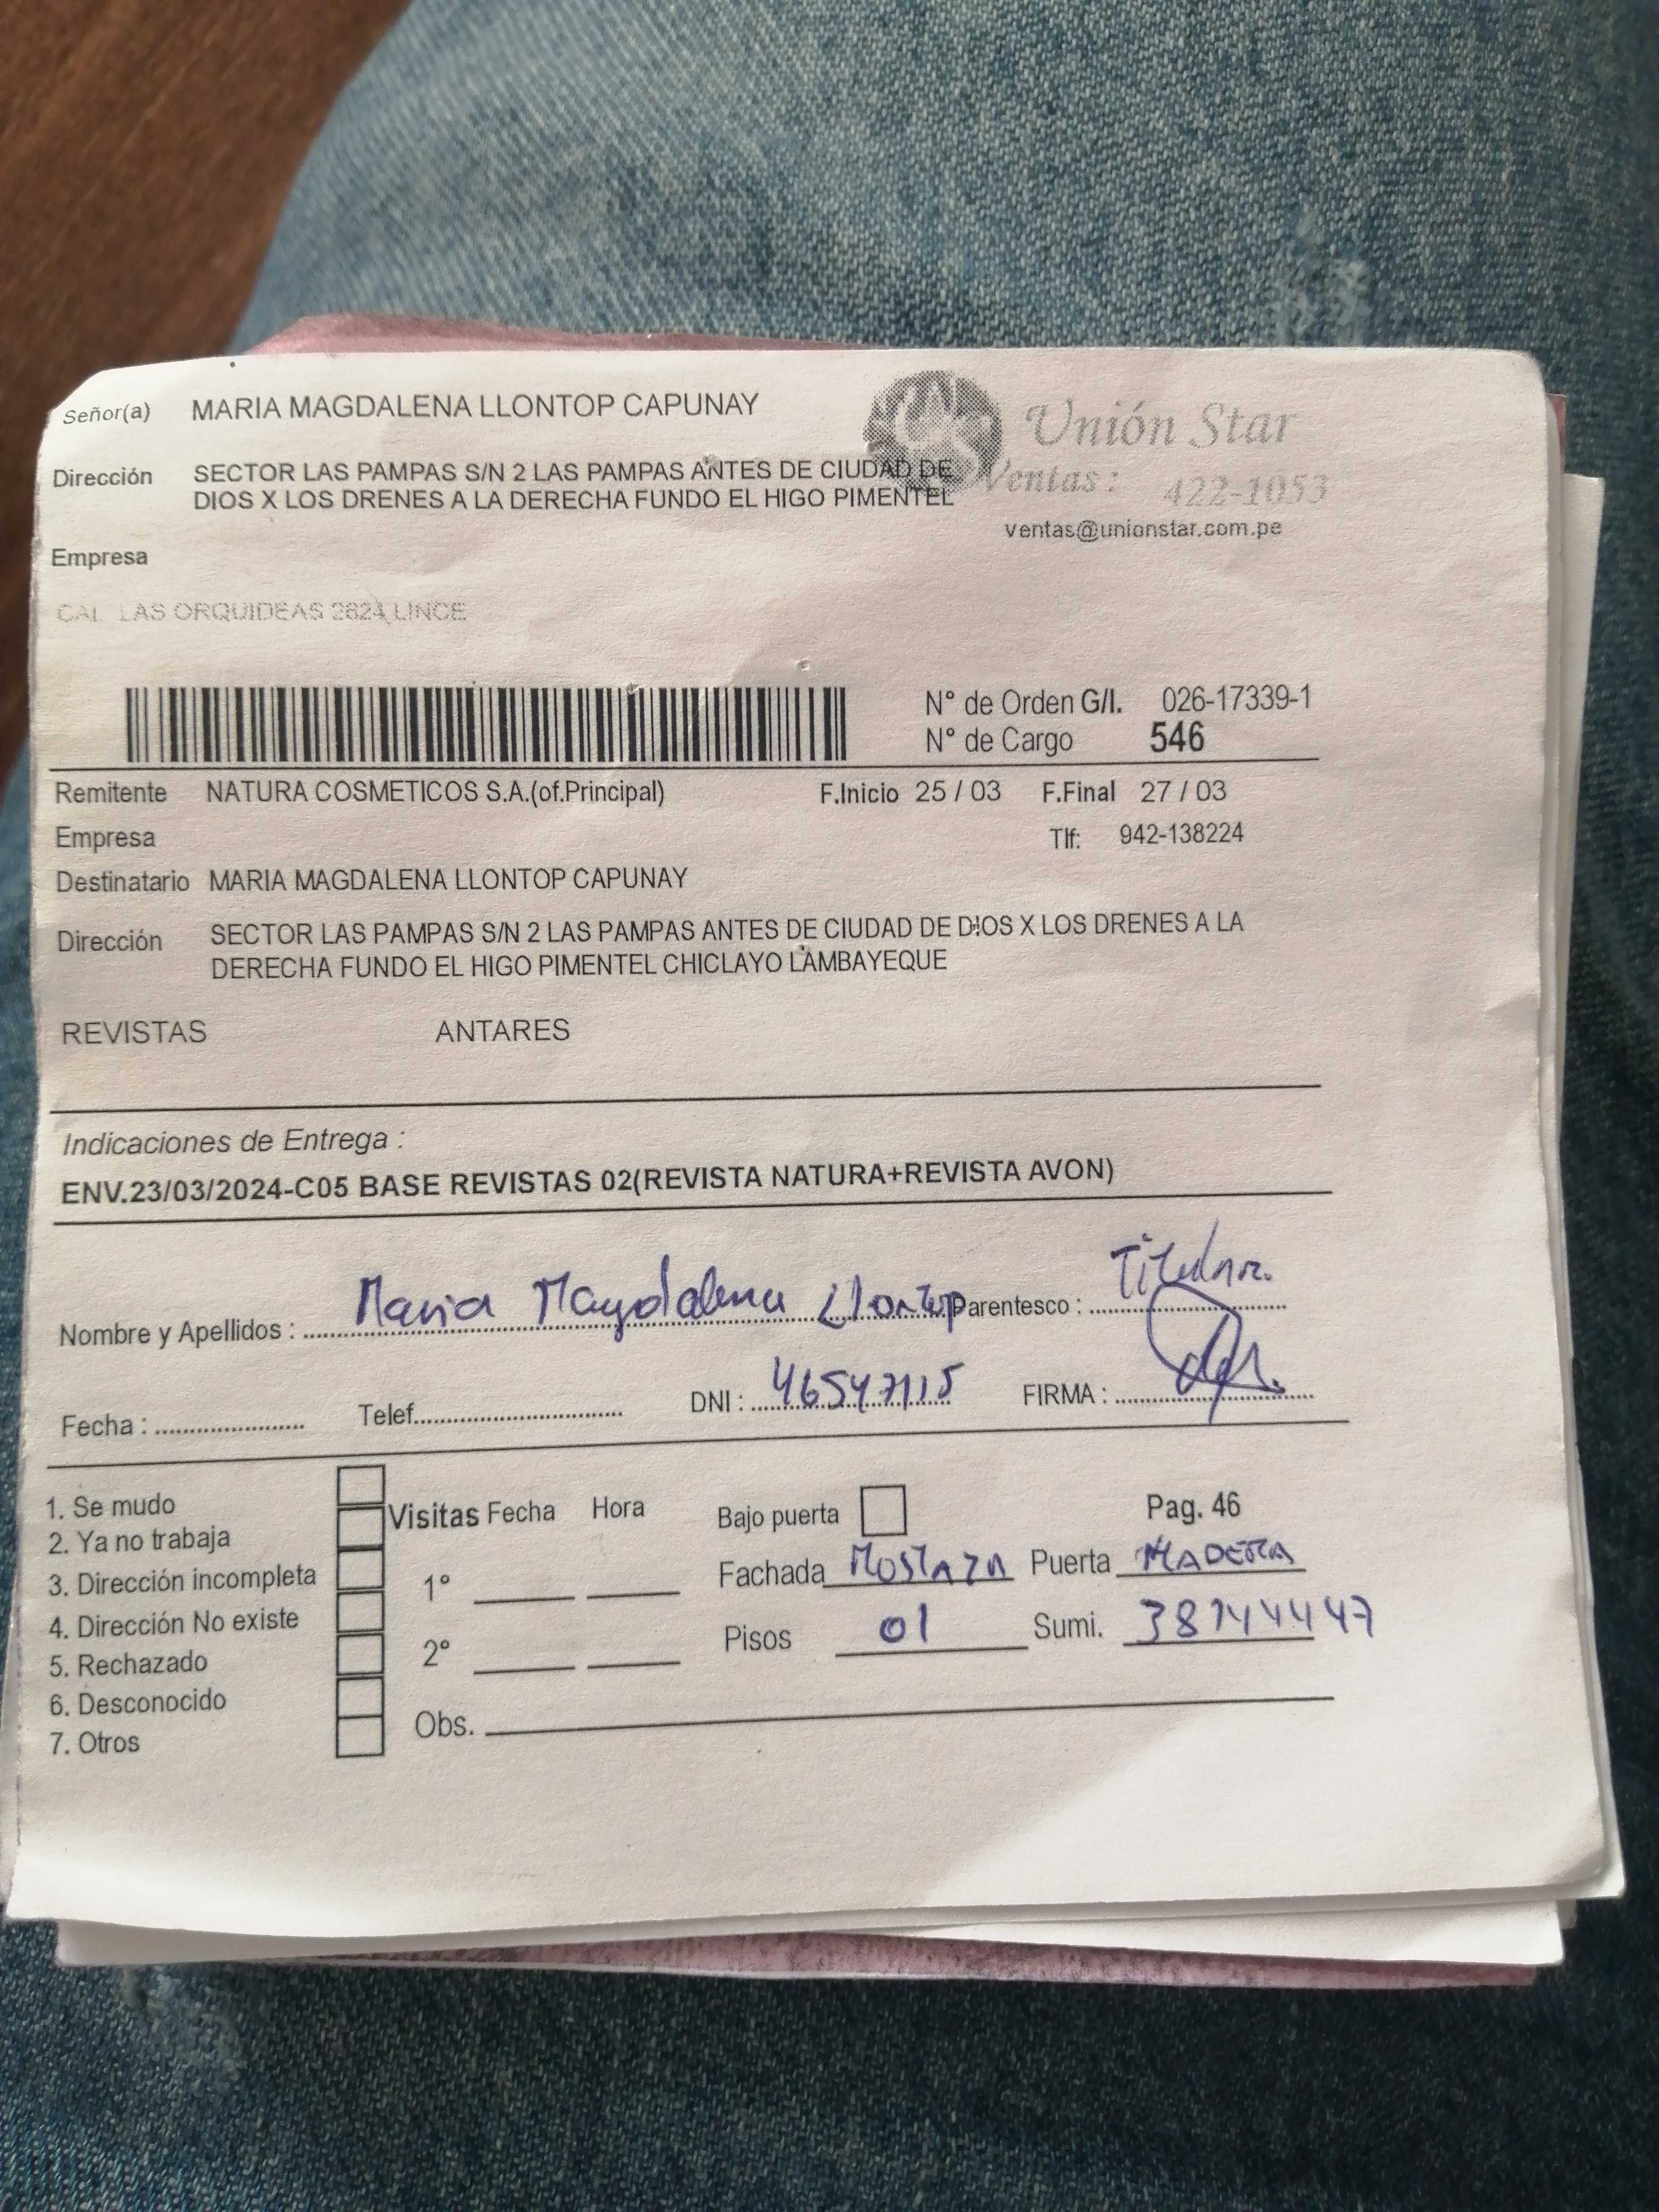 Señor(a) MARIA MAGDALENA LLONTOP CAPUNAY
Unión Star
Dirección SECTOR LAS PAMPAS S/N 2 LAS PAMPAS ANTES DE CIUDAD DE
DIOS X LOS DRENES A LA DERECHA FUNDO EL HIGO PIMENTEL
Ventas: 422-1053
ventas@unionstar.com.pe
Empresa
CAL LAS ORQUIDEAS 2624 LINCE
N° de Orden G/I. 026-17339-1
N° de Cargo 546
Remitente NATURA COSMETICOS S.A.(of.Principal) F.Inicio 25 / 03 F.Final 27 / 03
Empresa Tlf: 942-138224
Destinatario MARIA MAGDALENA LLONTOP CAPUNAY
Dirección SECTOR LAS PAMPAS S/N 2 LAS PAMPAS ANTES DE CIUDAD DE DIOS X LOS DRENES A LA
DERECHA FUNDO EL HIGO PIMENTEL CHICLAYO LAMBAYEQUE
REVISTAS ANTARES
Indicaciones de Entrega :
ENV.23/03/2024-C05 BASE REVISTAS 02(REVISTA NATURA+REVISTA AVON)
Nombre y Apellidos : Maria Magdalena Llontop Parentesco : Titular.
Fecha : Telef. DNI : 46547115 FIRMA :
1. Se mudo
2. Ya no trabaja
3. Dirección incompleta
4. Dirección No existe
5. Rechazado
6. Desconocido
7. Otros
Visitas Fecha Hora
1°
2°
Obs.
Bajo puerta Pag. 46
Fachada MOSTAZA Puerta MADERA
Pisos 01 Sumi. 38744447